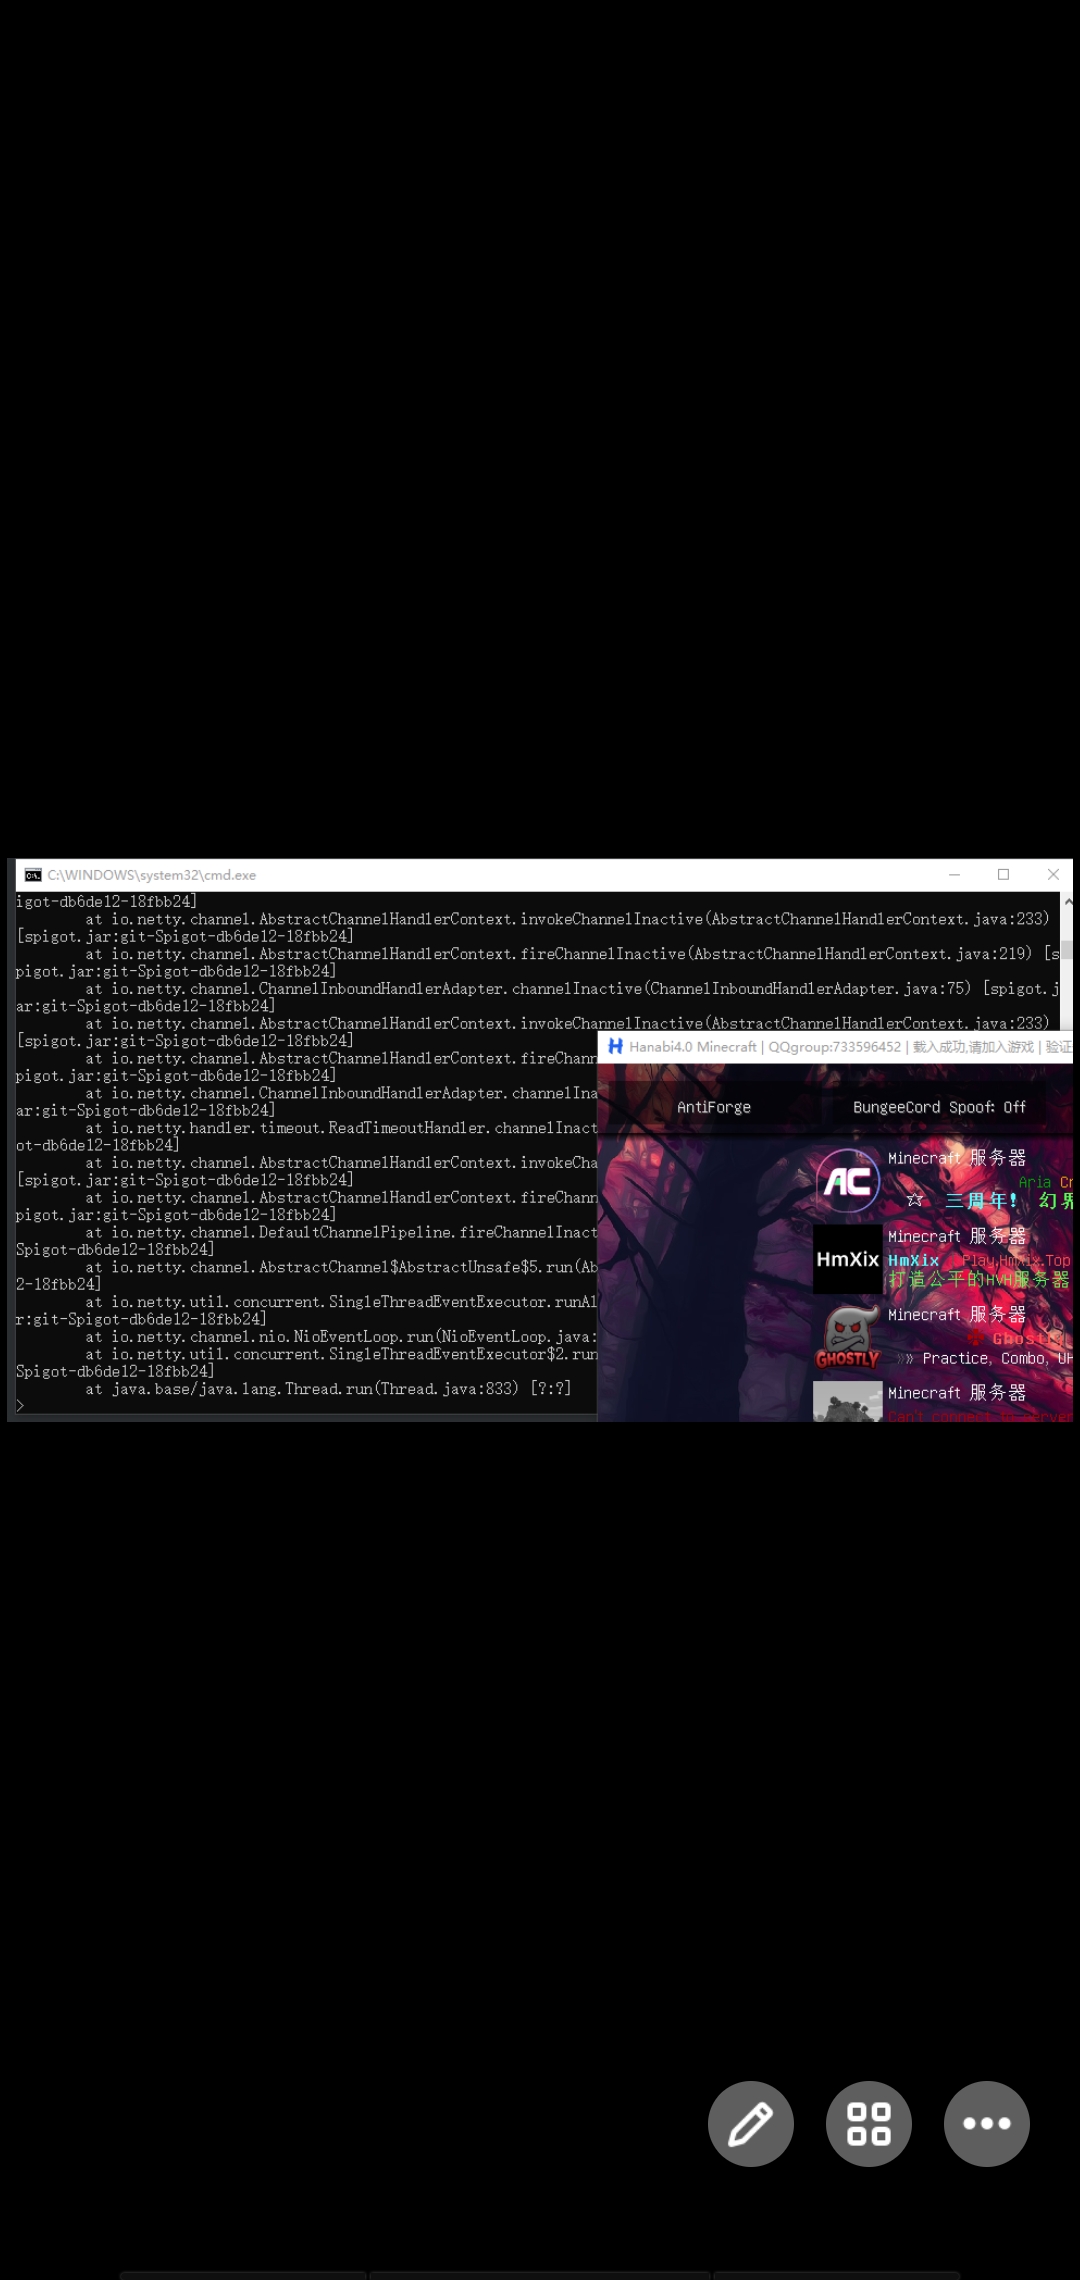 C:\WINDOWS\system32\cmd.exe
igot-db6de12-18fbb24]
at io.netty.channel.AbstractChannelHandlerContext.invokeChannelInactive(AbstractChannelHandlerContext.java:233)
[spigot.jar:git-Spigot-db6de12-18fbb24]
at io.netty.channel.AbstractChannelHandlerContext.fireChannelInactive(AbstractChannelHandlerContext.java:219) [s
pigot.jar:git-Spigot-db6de12-18fbb24]
at io.netty.channel.ChannelInboundHandlerAdapter.channelInactive(ChannelInboundHandlerAdapter.java:75) [spigot.j
ar:git-Spigot-db6de12-18fbb24]
at io.netty.channel.AbstractChannelHandlerContext.invokeChannelInactive(AbstractChannelHandlerContext.java:233)
[spigot.jar:git-Spigot-db6de12-18fbb24]
at io.netty.channel.AbstractChannelHandlerContext.fireChann
pigot.jar:git-Spigot-db6de12-18fbb24]
at io.netty.channel.ChannelInboundHandlerAdapter.channelIna
ar:git-Spigot-db6de12-18fbb24]
at io.netty.handler.timeout.ReadTimeoutHandler.channelInact
ot-db6de12-18fbb24]
at io.netty.channel.AbstractChannelHandlerContext.invokeCha
[spigot.jar:git-Spigot-db6de12-18fbb24]
at io.netty.channel.AbstractChannelHandlerContext.fireChann
pigot.jar:git-Spigot-db6de12-18fbb24]
at io.netty.channel.DefaultChannelPipeline.fireChannelInact
Spigot-db6de12-18fbb24]
at io.netty.channel.AbstractChannel$AbstractUnsafe$5.run(Ab
2-18fbb24]
at io.netty.util.concurrent.SingleThreadEventExecutor.runAl
r:git-Spigot-db6de12-18fbb24]
at io.netty.channel.nio.NioEventLoop.run(NioEventLoop.java:
at io.netty.util.concurrent.SingleThreadEventExecutor$2.run
Spigot-db6de12-18fbb24]
at java.base/java.lang.Thread.run(Thread.java:833) [?:?]
>
Hanabi4.0 Minecraft | QQgroup:733596452 | 载入成功,请加入游戏 | 验证
AntiForge
BungeeCord Spoof: Off
AC
Minecraft 服务器
Aria Cr
☆ 三周年! 幻界
HmXix
Minecraft 服务器
HmXix Play.HmXix.Top
打造公平的HVH服务器
GHOSTLY
Minecraft 服务器
Ghostly
» Practice, Combo, UH
Minecraft 服务器
Can't connect to server